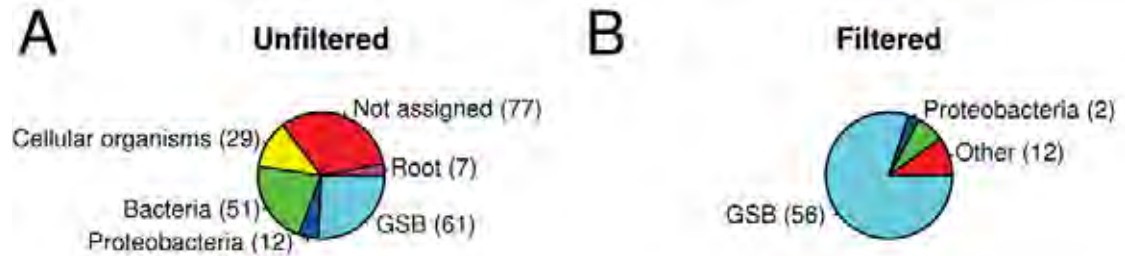 A
Unfiltered
Not assigned (77)
Cellular organisms (29)
Root (7)
Bacteria (51)
GSB (61)
Proteobacteria (12)
B
Filtered
Proteobacteria (2)
Other (12)
GSB (56)